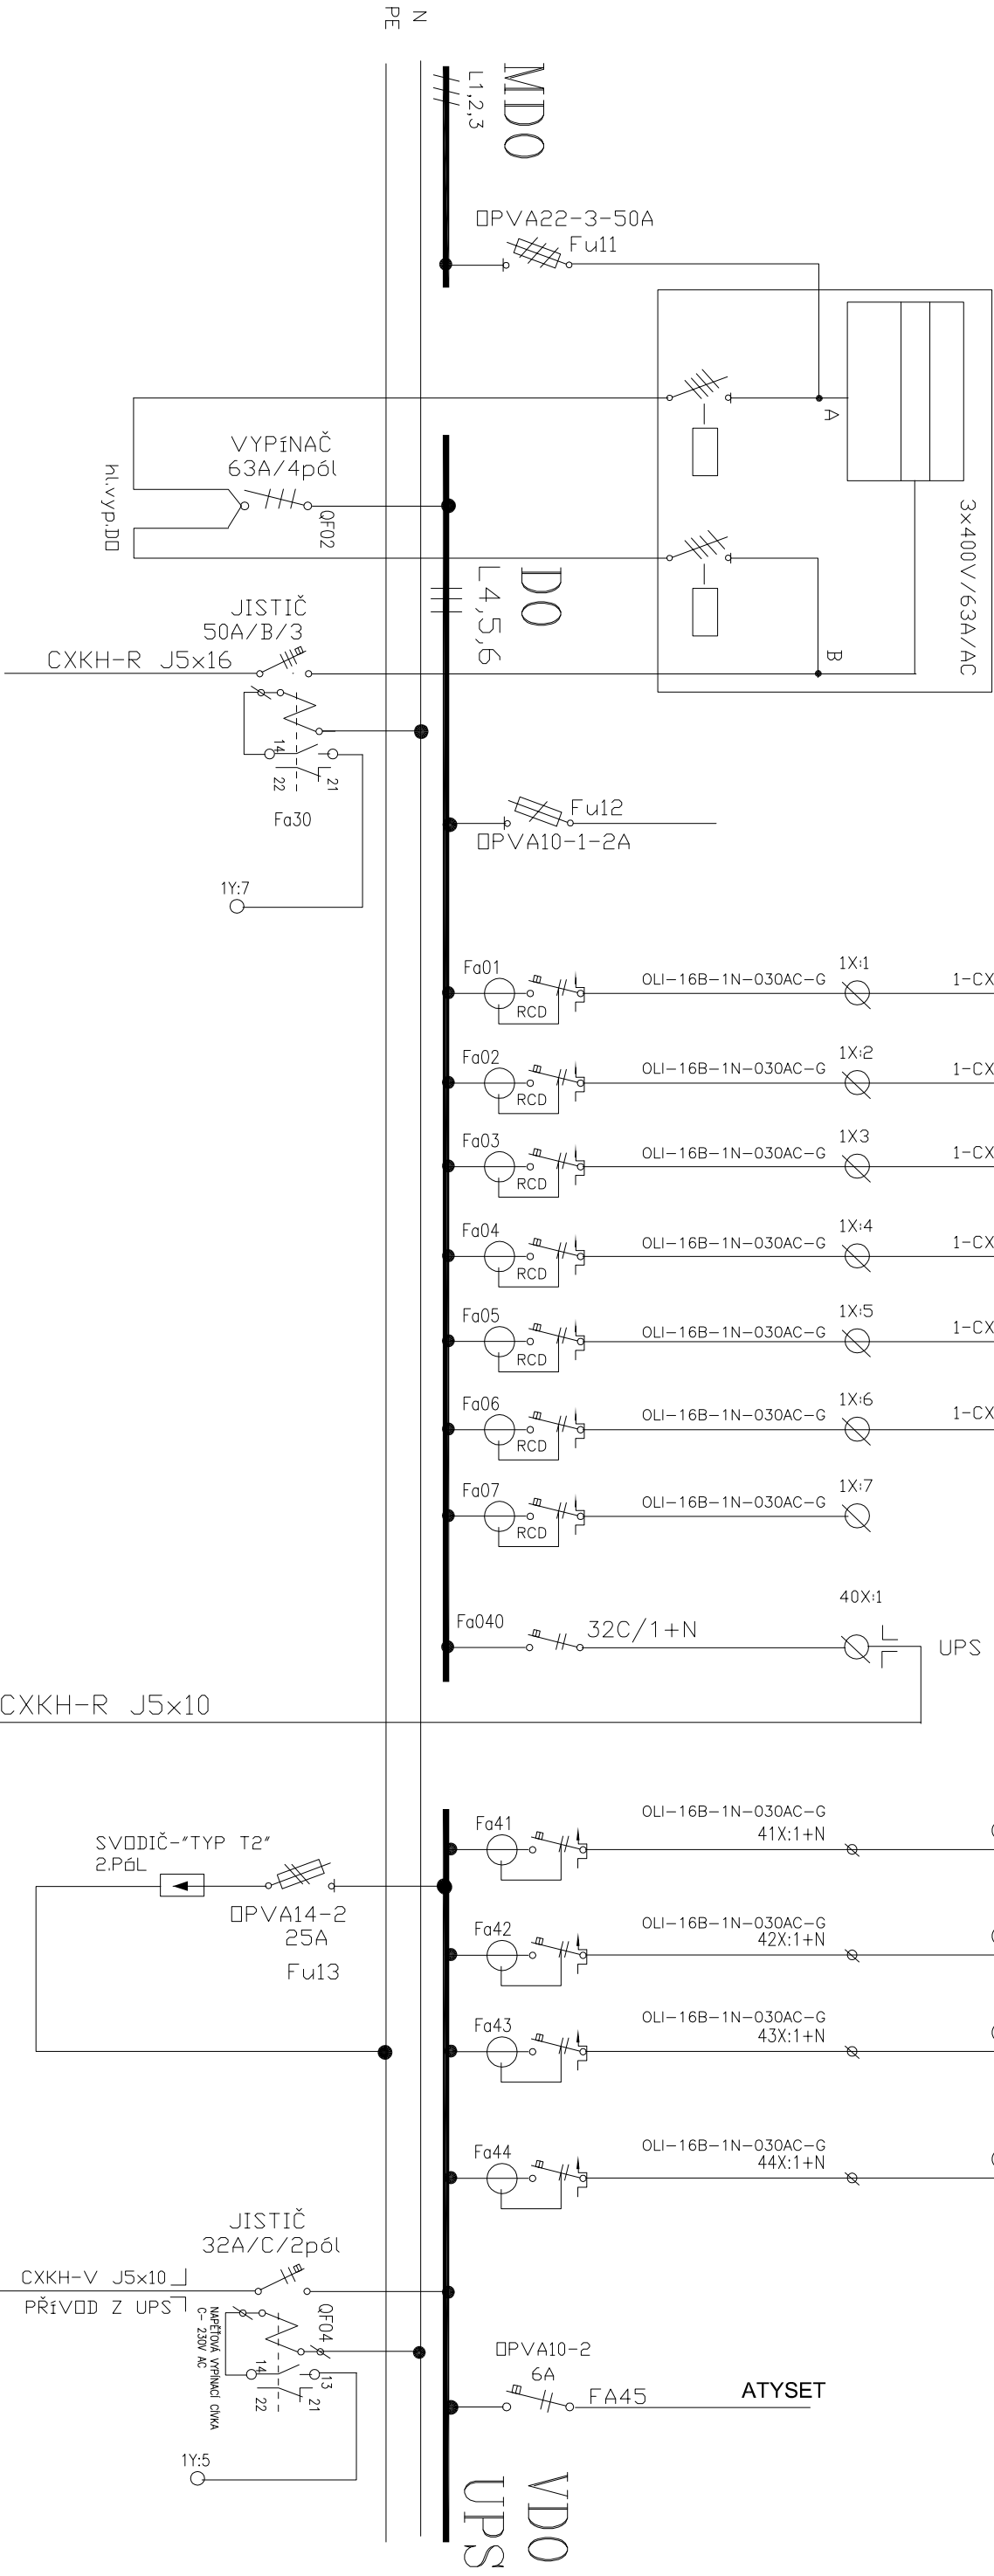 N
PE
MDO
L1,2,3
OPVA22-3-50A
Fu11
A
3x400V/63A/AC
VYPíNAČ
63A/4pól
QF02
hl.vyp.DO
DO
L4,5,6
B
JISTIČ
50A/B/3
CXKH-R J5x16
14
21
22
Fa30
1Y:7
Fu12
OPVA10-1-2A
Fa01
RCD
OLI-16B-1N-030AC-G
1X:1
1-CX
Fa02
RCD
OLI-16B-1N-030AC-G
1X:2
1-CX
Fa03
RCD
OLI-16B-1N-030AC-G
1X3
1-CX
Fa04
RCD
OLI-16B-1N-030AC-G
1X:4
1-CX
Fa05
RCD
OLI-16B-1N-030AC-G
1X:5
1-CX
Fa06
RCD
OLI-16B-1N-030AC-G
1X:6
1-CX
Fa07
RCD
OLI-16B-1N-030AC-G
1X:7
Fa040
32C/1+N
40X:1
UPS
CXKH-R J5x10
Fa41
OLI-16B-1N-030AC-G
41X:1+N
SVODIČ-"TYP T2"
2.PóL
OPVA14-2
25A
Fu13
Fa42
OLI-16B-1N-030AC-G
42X:1+N
Fa43
OLI-16B-1N-030AC-G
43X:1+N
Fa44
OLI-16B-1N-030AC-G
44X:1+N
JISTIČ
32A/C/2pól
CXKH-V J5x10
PŘíVOD Z UPS
QF04
NAPĚŤOVÁ VYPÍNACÍ CÍVKA
C- 230V AC
14
13
21
22
1Y:5
OPVA10-2
6A
FA45
ATYSET
VDO
UPS